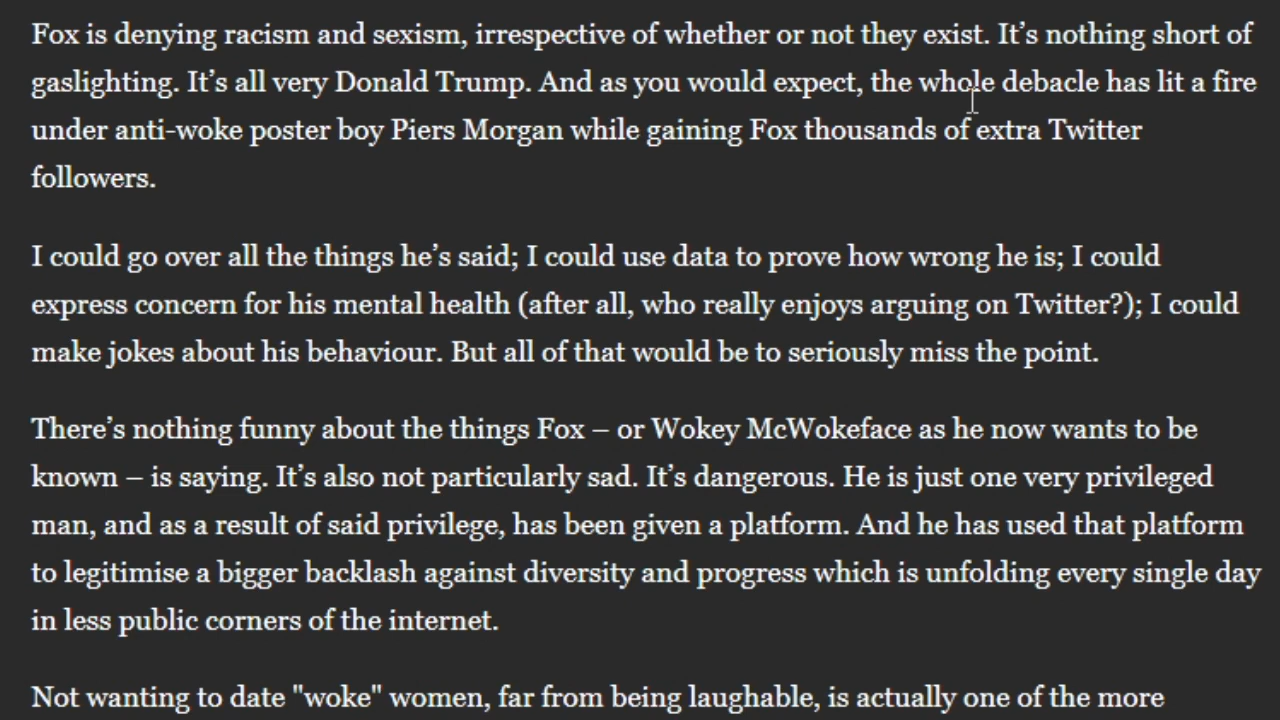 Fox is denying racism and sexism, irrespective of whether or not they exist. It’s nothing short of
gaslighting. It’s all very Donald Trump. And as you would expect, the whole debacle has lit a fire
under anti-woke poster boy Piers Morgan while gaining Fox thousands of extra Twitter
followers.
I could go over all the things he’s said; I could use data to prove how wrong he is; I could
express concern for his mental health (after all, who really enjoys arguing on Twitter?); I could
make jokes about his behaviour. But all of that would be to seriously miss the point.
There’s nothing funny about the things Fox – or Wokey McWokeface as he now wants to be
known – is saying. It’s also not particularly sad. It’s dangerous. He is just one very privileged
man, and as a result of said privilege, has been given a platform. And he has used that platform
to legitimise a bigger backlash against diversity and progress which is unfolding every single day
in less public corners of the internet.
Not wanting to date "woke" women, far from being laughable, is actually one of the more